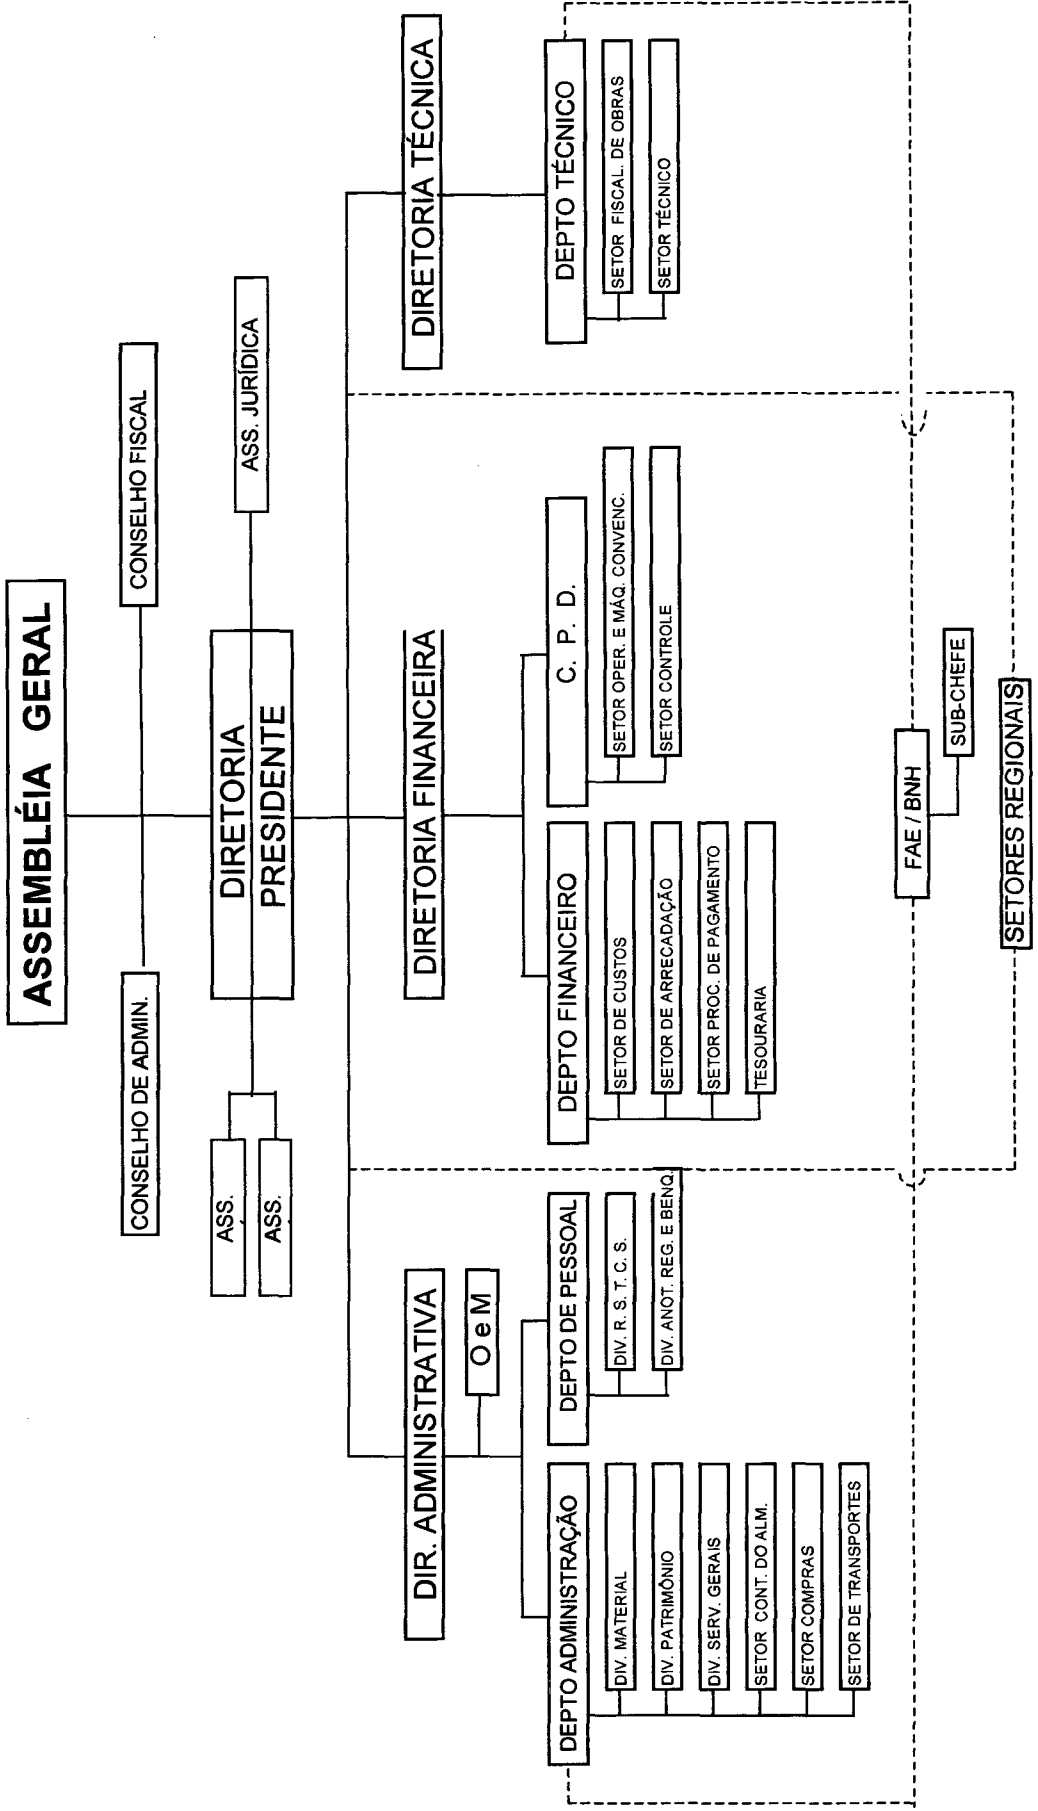 ASSEMBLÉIA GERAL
CONSELHO DE ADMIN.
CONSELHO FISCAL
ASS.
ASS.
DIRETORIA
PRESIDENTE
ASS. JURÍDICA
DIR. ADMINISTRATIVA
DIRETORIA FINANCEIRA
DIRETORIA TÉCNICA
O e M
DEPTO ADMINISTRAÇÃO
DIV. MATERIAL
DIV. PATRIMÔNIO
DIV. SERV. GERAIS
SETOR CONT. DO ALM.
SETOR COMPRAS
SETOR DE TRANSPORTES
DEPTO DE PESSOAL
DIV. R. S. T. C. S.
DIV. ANOT. REG. E BENQ.
DEPTO FINANCEIRO
SETOR DE CUSTOS
SETOR DE ARRECADAÇÃO
SETOR PROC. DE PAGAMENTO
TESOURARIA
C. P. D.
SETOR OPER. E MÁQ. CONVENC.
SETOR CONTROLE
DEPTO TÉCNICO
SETOR FISCAL. DE OBRAS
SETOR TÉCNICO
FAE / BNH
SUB-CHEFE
SETORES REGIONAIS